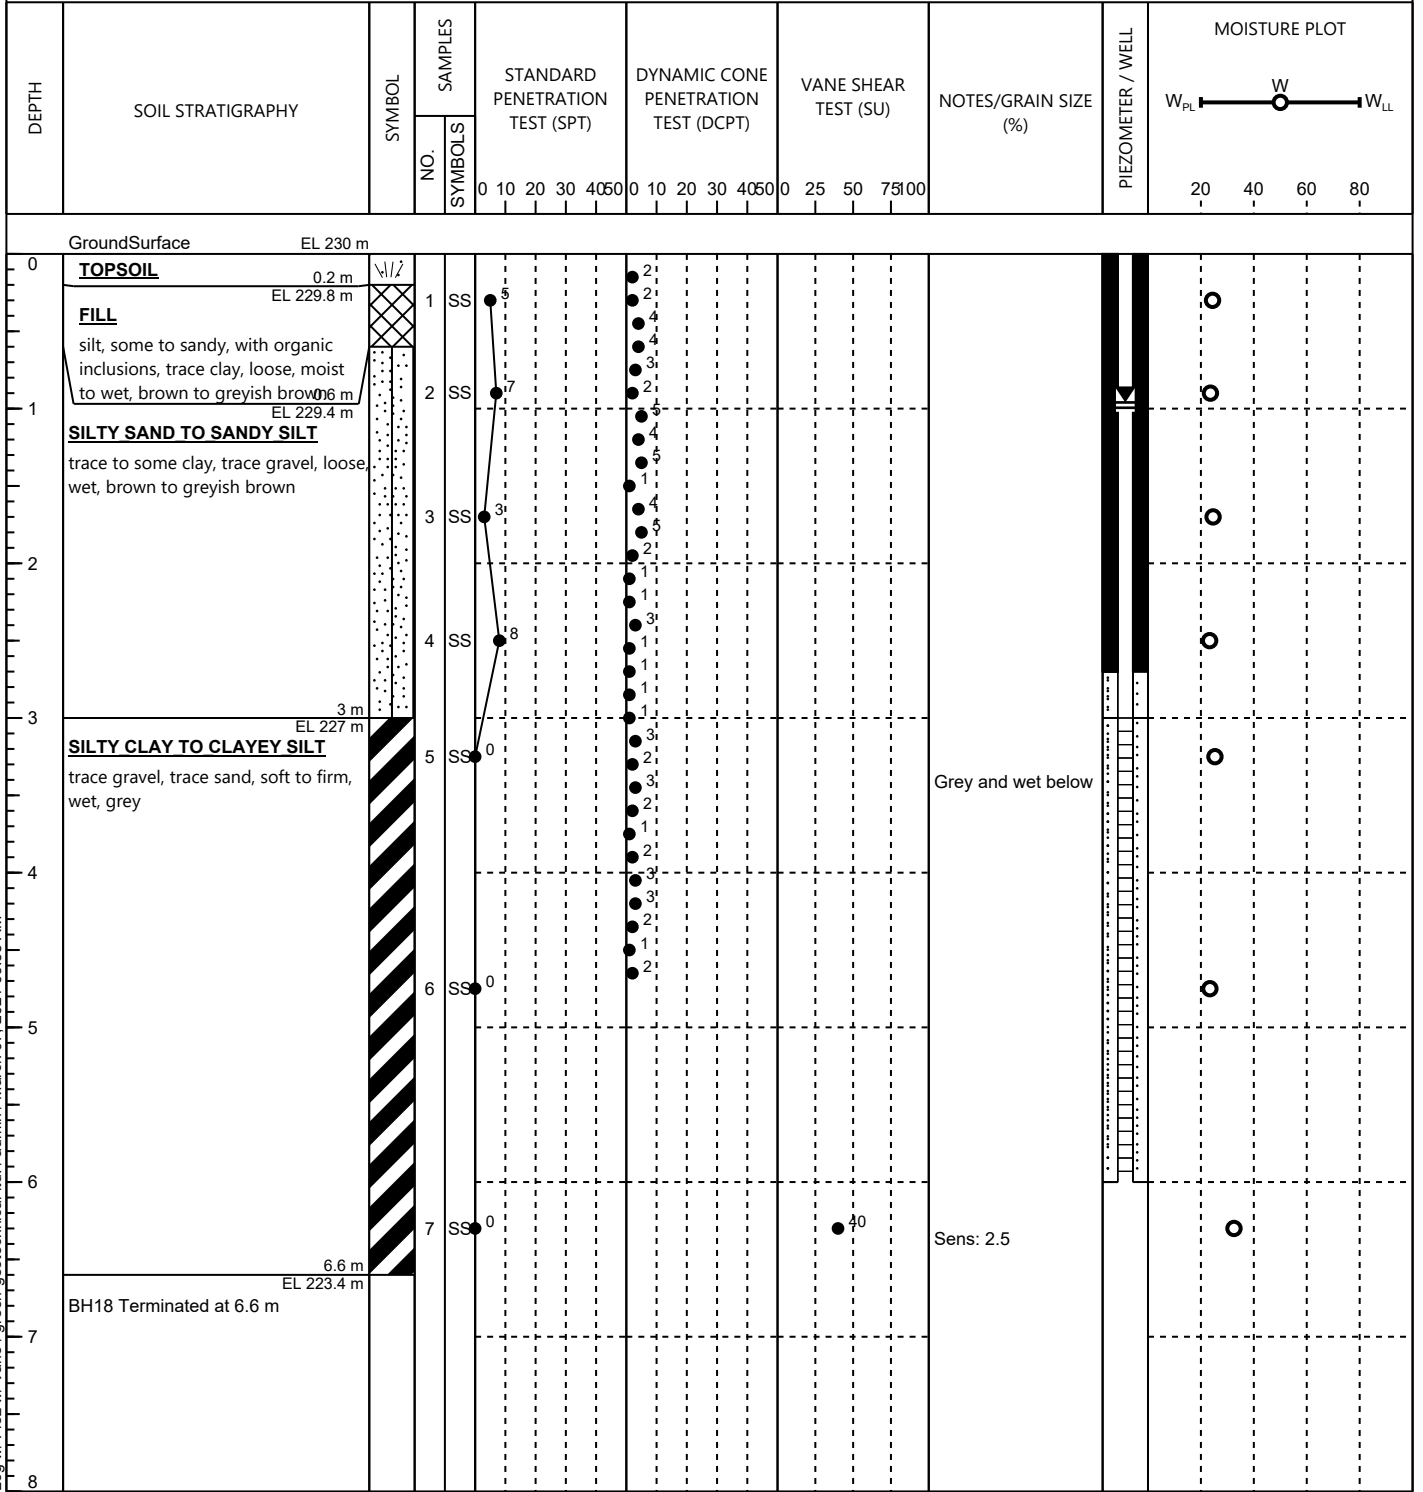 DEPTH
SOIL STRATIGRAPHY
SYMBOL
SAMPLES
NO.
SYMBOLS
STANDARD
PENETRATION
TEST (SPT)
0 10 20 30 40 50
DYNAMIC CONE
PENETRATION
TEST (DCPT)
0 10 20 30 40 50
VANE SHEAR
TEST (SU)
0 25 50 75 100
NOTES/GRAIN SIZE
(%)
PIEZOMETER / WELL
MOISTURE PLOT
W
WPL WLL
20 40 60 80
GroundSurface EL 230 m
0
TOPSOIL
0.2 m
EL 229.8 m
FILL
silt, some to sandy, with organic
inclusions, trace clay, loose, moist
to wet, brown to greyish brown
0.6 m
EL 229.4 m
SILTY SAND TO SANDY SILT
trace to some clay, trace gravel, loose,
wet, brown to greyish brown
3 m
EL 227 m
SILTY CLAY TO CLAYEY SILT
trace gravel, trace sand, soft to firm,
wet, grey
6.6 m
EL 223.4 m
BH18 Terminated at 6.6 m
1
2
3
4
5
6
7
8
1 SS 5
2 SS 7
3 SS 3
4 SS 8
5 SS 0
6 SS 0
7 SS 0
2
2
4
4
3
2
5
4
5
1
4
5
2
1
1
3
1
1
1
1
3
2
3
2
1
2
3
3
2
1
2
40
Grey and wet below
Sens: 2.5